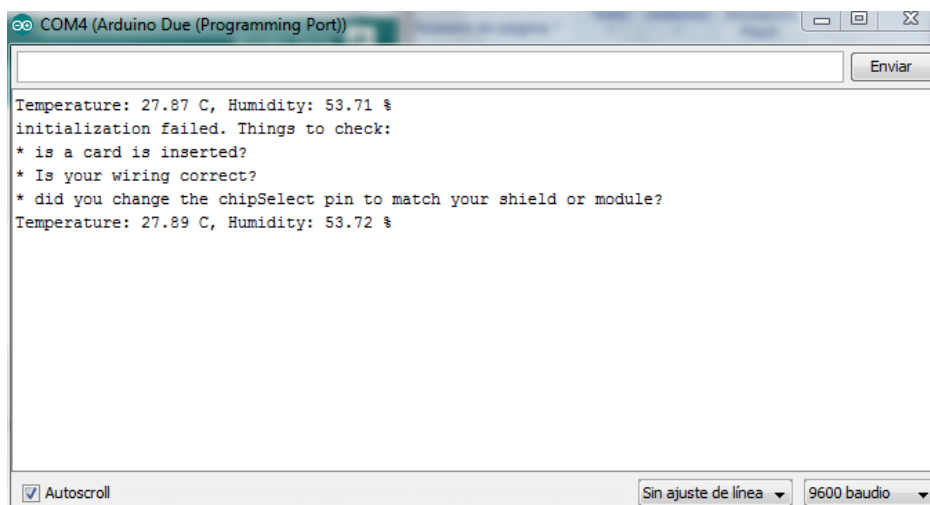 COM4 (Arduino Due (Programming Port))
Enviar
Temperature: 27.87 C, Humidity: 53.71 %
initialization failed. Things to check:
* is a card is inserted?
* Is your wiring correct?
* did you change the chipSelect pin to match your shield or module?
Temperature: 27.89 C, Humidity: 53.72 %
Autoscroll
Sin ajuste de línea
9600 baudio